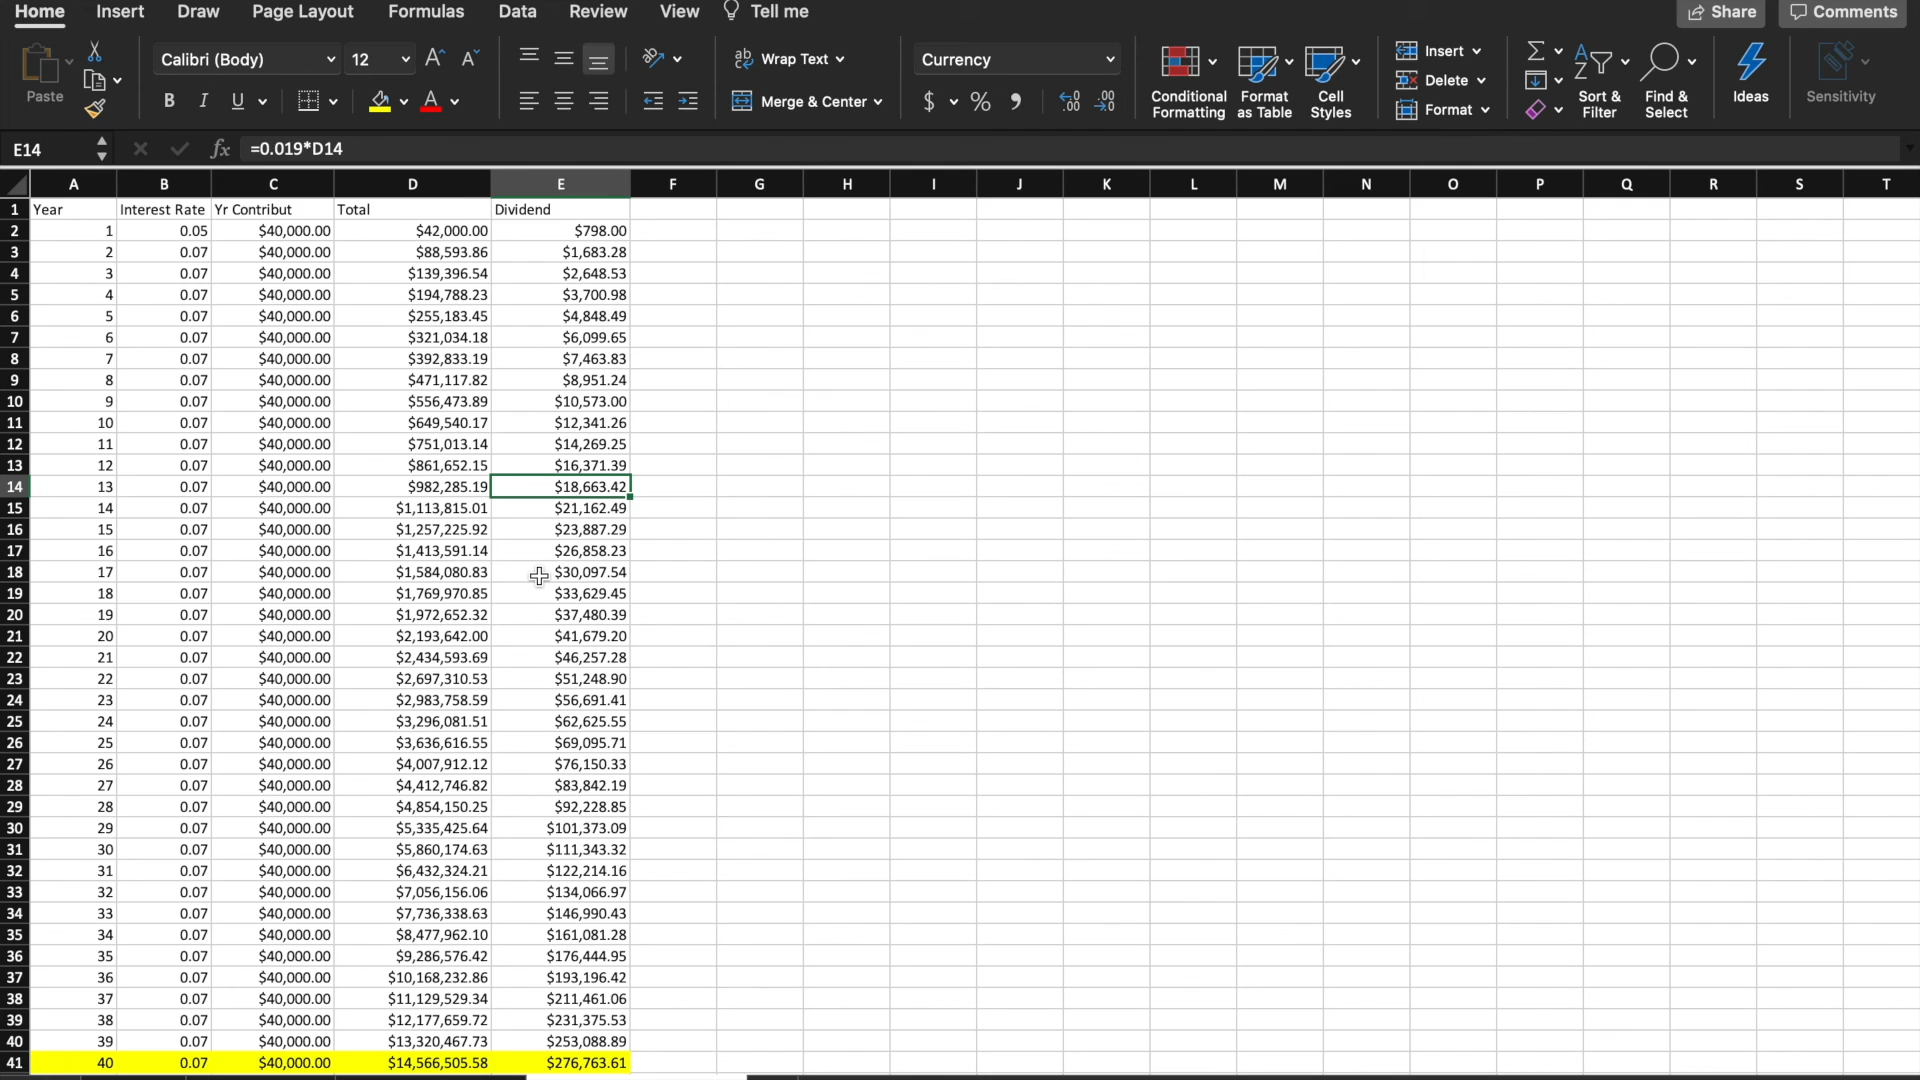 Home Insert Draw Page Layout Formulas Data Review View Tell me Share Comments
Paste Calibri (Body) 12 Wrap Text Merge & Center Currency Conditional Formatting Format as Table Cell Styles Insert Delete Format Sort & Filter Find & Select Ideas Sensitivity
E14 fx =0.019*D14
A B C D E F G H I J K L M N O P Q R S T
1 Year Interest Rate Yr Contribut Total Dividend
2 1 0.05 $40,000.00 $42,000.00 $798.00
3 2 0.07 $40,000.00 $88,593.86 $1,683.28
4 3 0.07 $40,000.00 $139,396.54 $2,648.53
5 4 0.07 $40,000.00 $194,788.23 $3,700.98
6 5 0.07 $40,000.00 $255,183.45 $4,848.49
7 6 0.07 $40,000.00 $321,034.18 $6,099.65
8 7 0.07 $40,000.00 $392,833.19 $7,463.83
9 8 0.07 $40,000.00 $471,117.82 $8,951.24
10 9 0.07 $40,000.00 $556,473.89 $10,573.00
11 10 0.07 $40,000.00 $649,540.17 $12,341.26
12 11 0.07 $40,000.00 $751,013.14 $14,269.25
13 12 0.07 $40,000.00 $861,652.15 $16,371.39
14 13 0.07 $40,000.00 $982,285.19 $18,663.42
15 14 0.07 $40,000.00 $1,113,815.01 $21,162.49
16 15 0.07 $40,000.00 $1,257,225.92 $23,887.29
17 16 0.07 $40,000.00 $1,413,591.14 $26,858.23
18 17 0.07 $40,000.00 $1,584,080.83 $30,097.54
19 18 0.07 $40,000.00 $1,769,970.85 $33,629.45
20 19 0.07 $40,000.00 $1,972,652.32 $37,480.39
21 20 0.07 $40,000.00 $2,193,642.00 $41,679.20
22 21 0.07 $40,000.00 $2,434,593.69 $46,257.28
23 22 0.07 $40,000.00 $2,697,310.53 $51,248.90
24 23 0.07 $40,000.00 $2,983,758.59 $56,691.41
25 24 0.07 $40,000.00 $3,296,081.51 $62,625.55
26 25 0.07 $40,000.00 $3,636,616.55 $69,095.71
27 26 0.07 $40,000.00 $4,007,912.12 $76,150.33
28 27 0.07 $40,000.00 $4,412,746.82 $83,842.19
29 28 0.07 $40,000.00 $4,854,150.25 $92,228.85
30 29 0.07 $40,000.00 $5,335,425.64 $101,373.09
31 30 0.07 $40,000.00 $5,860,174.63 $111,343.32
32 31 0.07 $40,000.00 $6,432,324.21 $122,214.16
33 32 0.07 $40,000.00 $7,056,156.06 $134,066.97
34 33 0.07 $40,000.00 $7,736,338.63 $146,990.43
35 34 0.07 $40,000.00 $8,477,962.10 $161,081.28
36 35 0.07 $40,000.00 $9,286,576.42 $176,444.95
37 36 0.07 $40,000.00 $10,168,232.86 $193,196.42
38 37 0.07 $40,000.00 $11,129,529.34 $211,461.06
39 38 0.07 $40,000.00 $12,177,659.72 $231,375.53
40 39 0.07 $40,000.00 $13,320,467.73 $253,088.89
41 40 0.07 $40,000.00 $14,566,505.58 $276,763.61